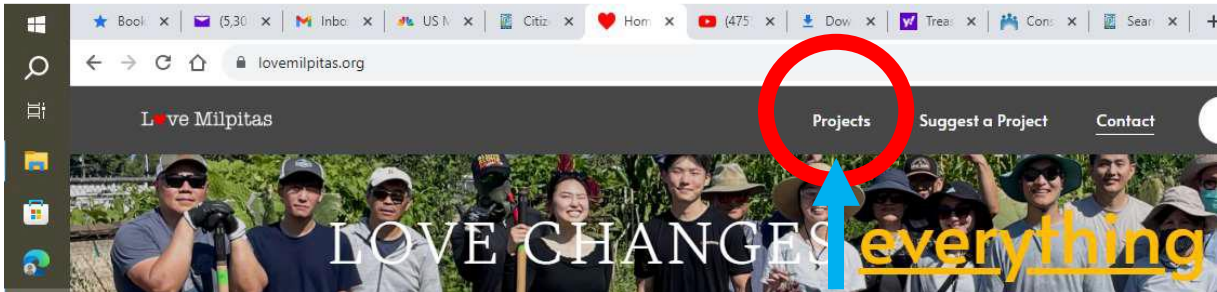 Book (5,30 Inbo US N Citiz Hom (475 Dow Trea Cons Sear
lovemilpitas.org
L♥ve Milpitas Projects Suggest a Project Contact
LOVE CHANGES everything